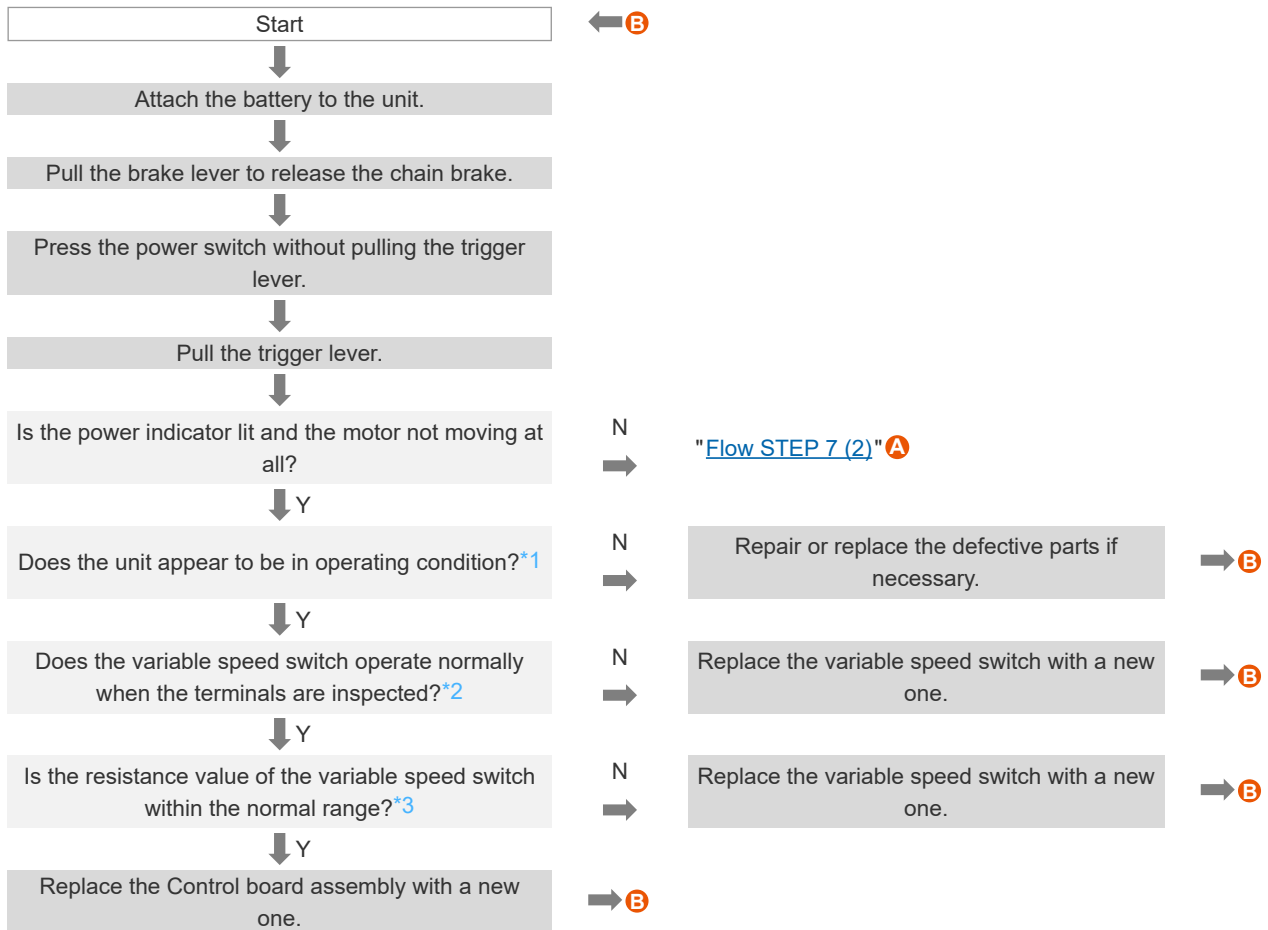 Start
B
Attach the battery to the unit.
Pull the brake lever to release the chain brake.
Press the power switch without pulling the trigger
lever.
Pull the trigger lever.
Is the power indicator lit and the motor not moving at
all?
N
"Flow STEP 7 (2)" A
Y
Does the unit appear to be in operating condition?*1
N
Repair or replace the defective parts if
necessary.
B
Y
Does the variable speed switch operate normally
when the terminals are inspected?*2
N
Replace the variable speed switch with a new
one.
B
Y
Is the resistance value of the variable speed switch
within the normal range?*3
N
Replace the variable speed switch with a new
one.
B
Y
Replace the Control board assembly with a new
one.
B